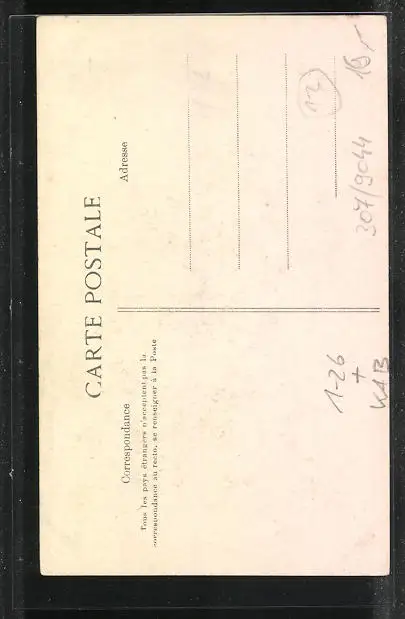 CARTE POSTALE
Correspondance
Tous les pays étrangers n'acceptent pas la
correspondance au recto, se renseigner à la Poste
Adresse
12
15
307/9044
1-26
+
KAB